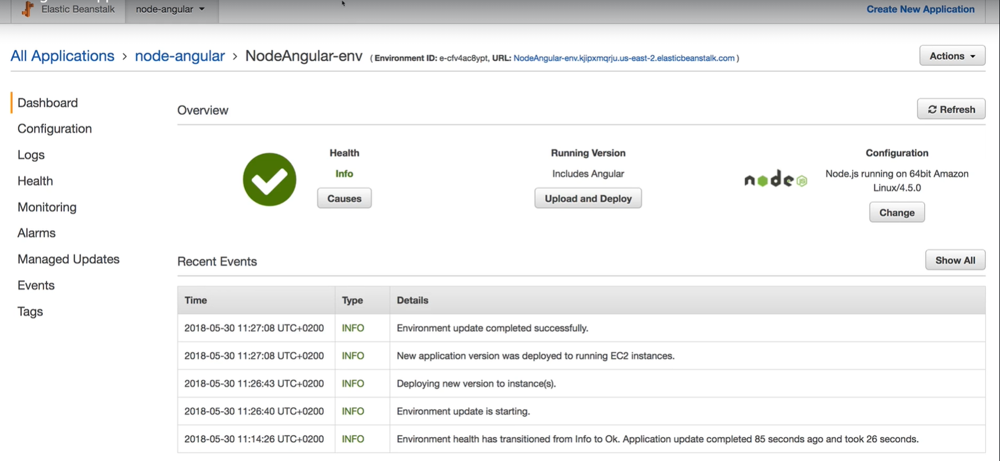 Elastic Beanstalk node-angular Create New Application
All Applications › node-angular › NodeAngular-env ( Environment ID: e-cfv4ac8ypt, URL: NodeAngular-env.kjipxmqrju.us-east-2.elasticbeanstalk.com ) Actions
Dashboard
Configuration
Logs
Health
Monitoring
Alarms
Managed Updates
Events
Tags
Overview Refresh
Health
Info
Causes
Running Version
Includes Angular
Upload and Deploy
node JS
Configuration
Node.js running on 64bit Amazon
Linux/4.5.0
Change
Recent Events Show All
Time Type Details
2018-05-30 11:27:08 UTC+0200 INFO Environment update completed successfully.
2018-05-30 11:27:08 UTC+0200 INFO New application version was deployed to running EC2 instances.
2018-05-30 11:26:43 UTC+0200 INFO Deploying new version to instance(s).
2018-05-30 11:26:40 UTC+0200 INFO Environment update is starting.
2018-05-30 11:14:26 UTC+0200 INFO Environment health has transitioned from Info to Ok. Application update completed 85 seconds ago and took 26 seconds.